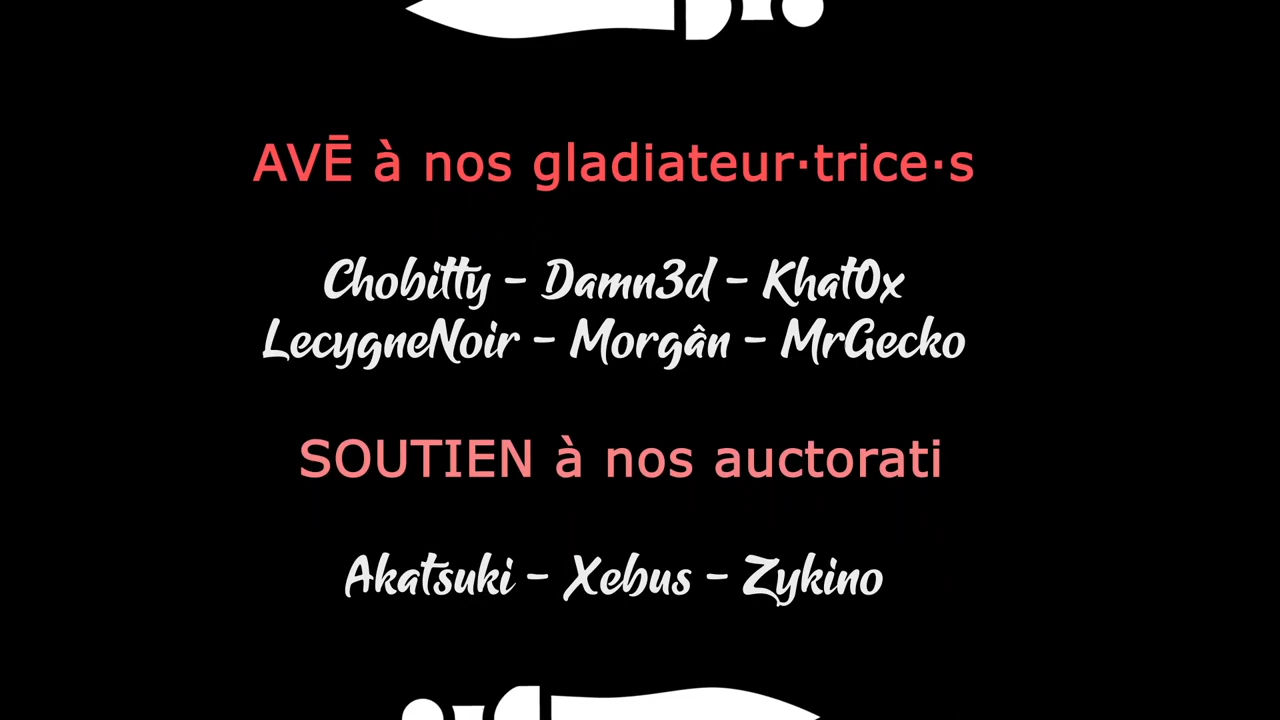 AVĒ à nos gladiateur·trice·s
Chobitty - Damn3d - Khat0x
LecygneNoir - Morgân - MrGecko
SOUTIEN à nos auctorati
Akatsuki - Xebus - Zykino